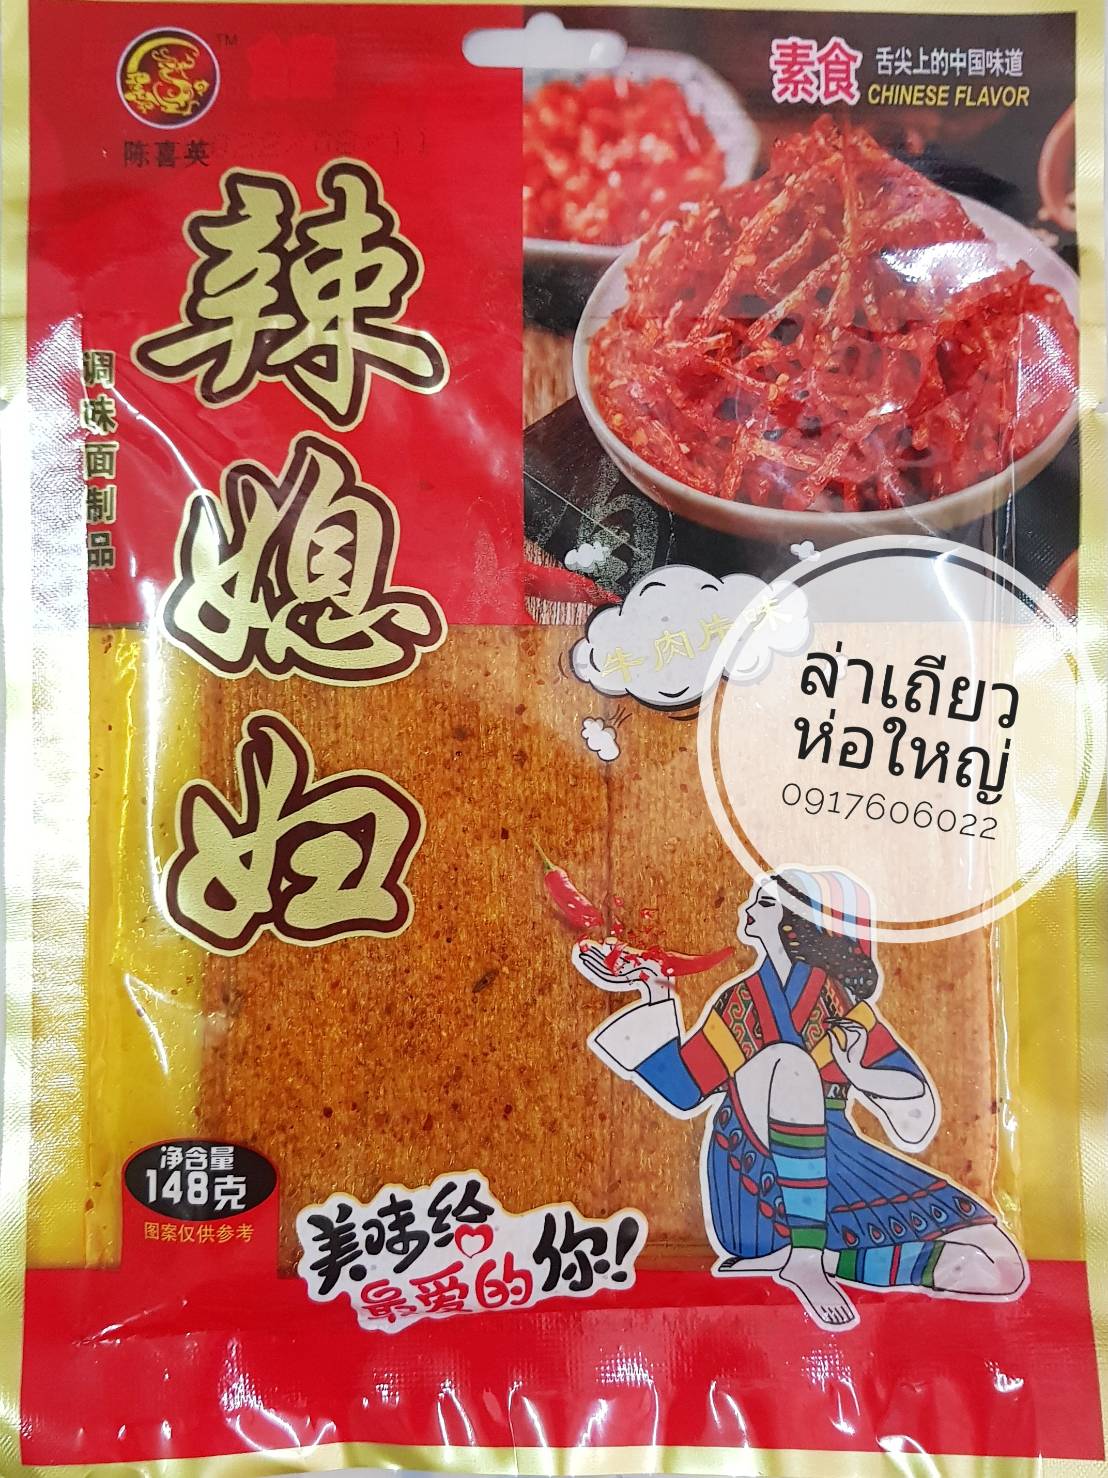 TM
陈喜英
素食
舌尖上的中国味道
CHINESE FLAVOR
辣媳妇
调味面制品
牛肉片味
ล่าเถียว
ห่อใหญ่
0917606022
净含量
148克
图案仅供参考
美味给
最爱的你!